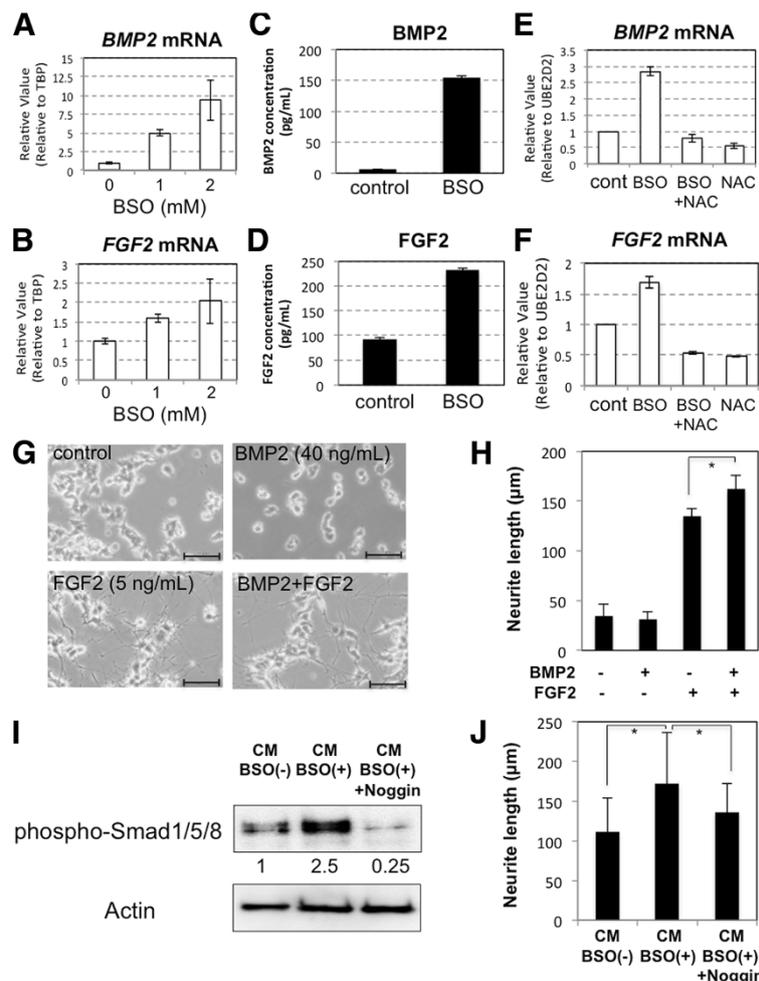 A
BMP2 mRNA
Relative Vlalue
(Relative to TBP)
15
12.5
10
7.5
5
2.5
0
0 1 2
BSO (mM)
C
BMP2
BMP2 concentration
(pg/mL)
200
150
100
50
0
control BSO
E
BMP2 mRNA
Relative Value
(Relative to UBE2D2)
3.5
3
2.5
2
1.5
1
0.5
0
cont BSO BSO NAC
+NAC
B
FGF2 mRNA
Relative Value
(Relative to TBP)
3
2.5
2
1.5
1
0.5
0
0 1 2
BSO (mM)
D
FGF2
FGF2 concentration
(pg/mL)
250
200
150
100
50
0
control BSO
F
FGF2 mRNA
Relative Value
(Relative to UBE2D2)
2
1.5
1
0.5
0
cont BSO BSO NAC
+NAC
G
control
BMP2 (40 ng/mL)
FGF2 (5 ng/mL)
BMP2+FGF2
H
Neurite length (µm)
200
150
100
50
0
*
BMP2 - + - +
FGF2 - - + +
I
CM CM CM
BSO(-) BSO(+) BSO(+)
+Noggin
phospho-Smad1/5/8
1 2.5 0.25
Actin
J
Neurite length (µm)
250
200
150
100
50
0
* *
CM CM CM
BSO(-) BSO(+) BSO(+)
+Noggin